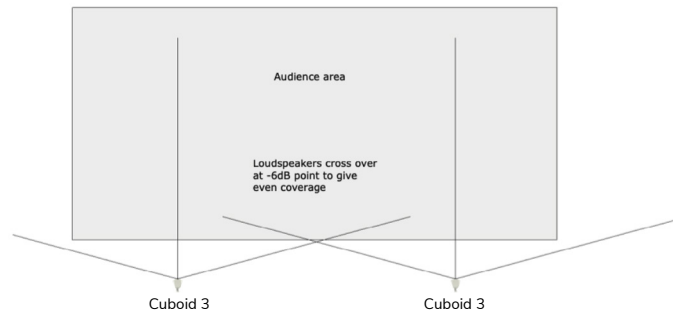 Audience area
Loudspeakers cross over
at -6dB point to give
even coverage
Cuboid 3
Cuboid 3